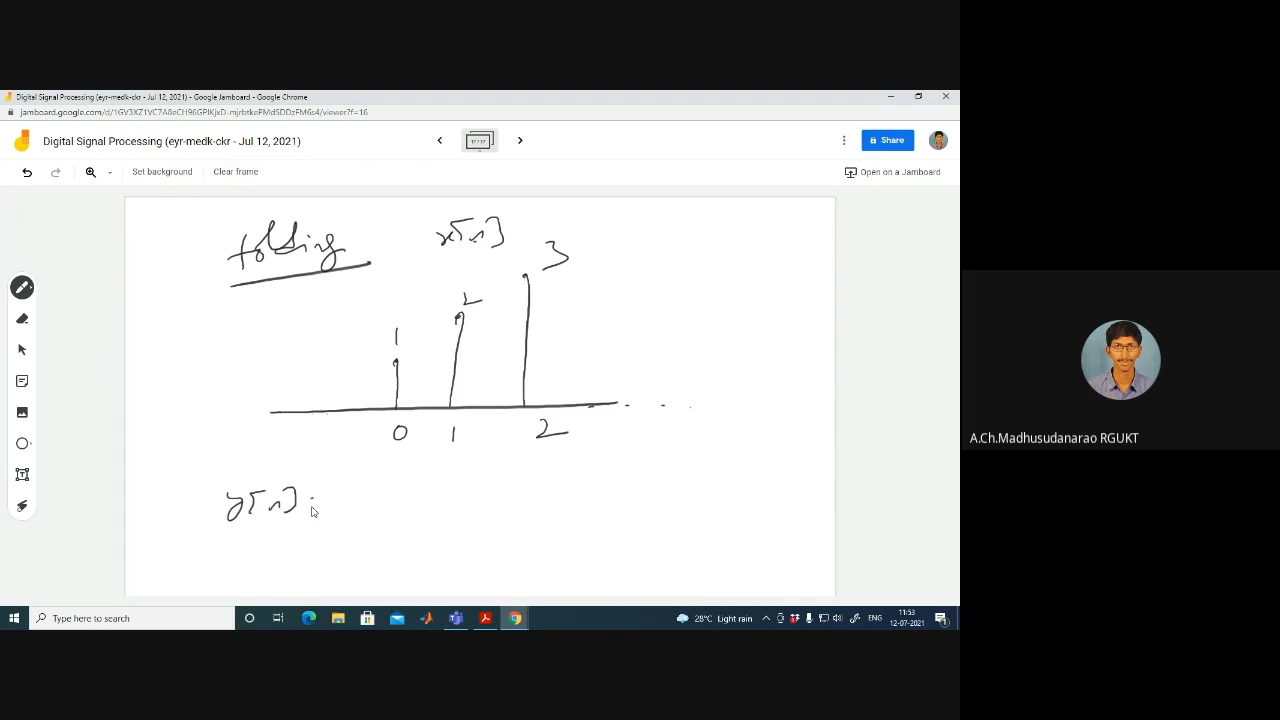 Digital Signal Processing (eyr-medk-ckr - Jul 12, 2021) - Google Jamboard - Google Chrome
Digital Signal Processing (eyr-medk-ckr - Jul 12, 2021)
Share
Set background
Clear frame
Open on a Jamboard
folding x[n]
3
2
1
0 1 2
y[n] :
A.Ch.Madhusudanarao RGUKT
Type here to search
28°C Light rain
ENG
11:53
12-07-2021